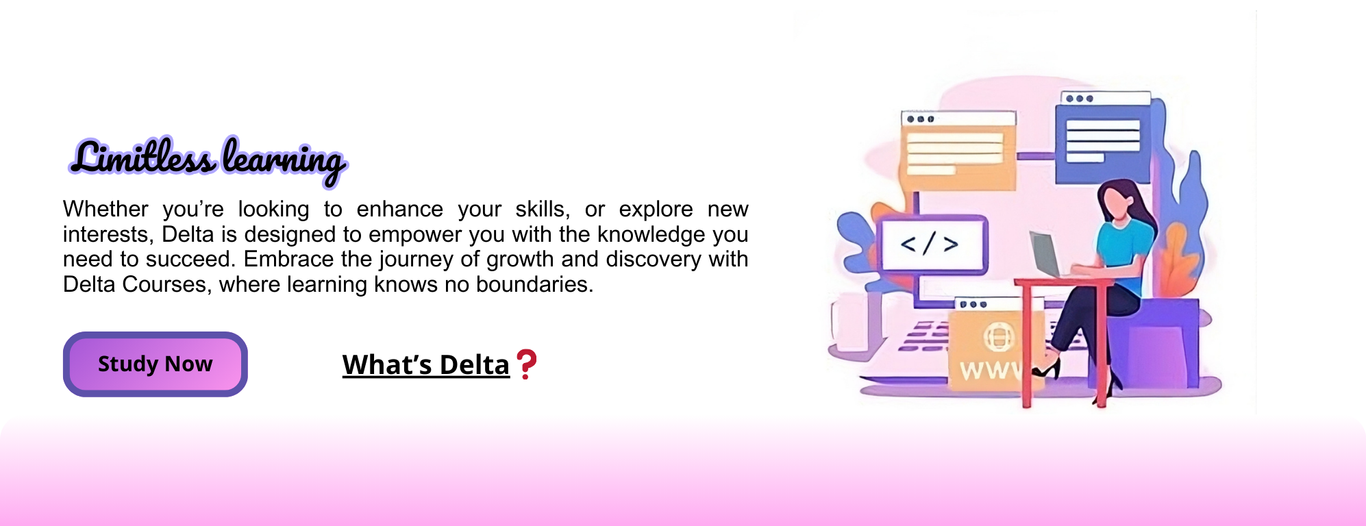 Limitless learning
Whether you’re looking to enhance your skills, or explore new
interests, Delta is designed to empower you with the knowledge you
need to succeed. Embrace the journey of growth and discovery with
Delta Courses, where learning knows no boundaries.
Study Now
What’s Delta❓
</>
WWW